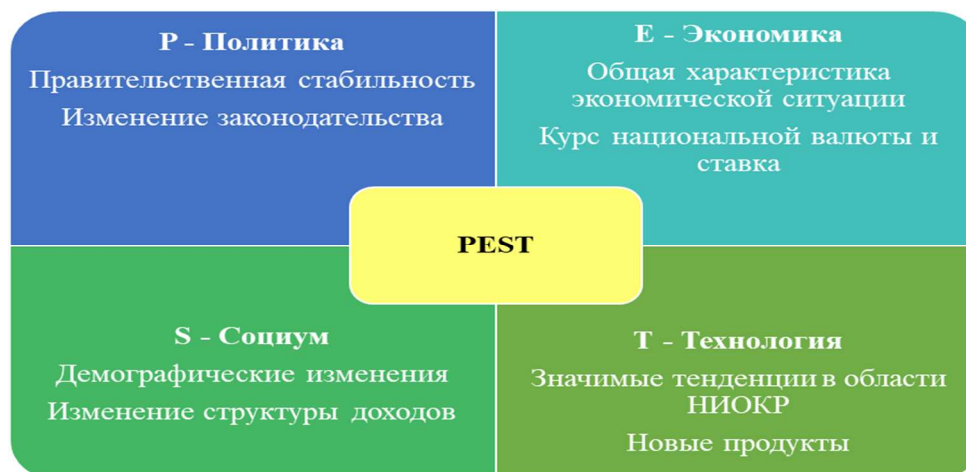 P - Политика
Правительственная стабильность
Изменение законодательства
E - Экономика
Общая характеристика
экономической ситуации
Курс национальной валюты и
ставка
PEST
S - Социум
Демографические изменения
Изменение структуры доходов
T - Технология
Значимые тенденции в области
НИОКР
Новые продукты